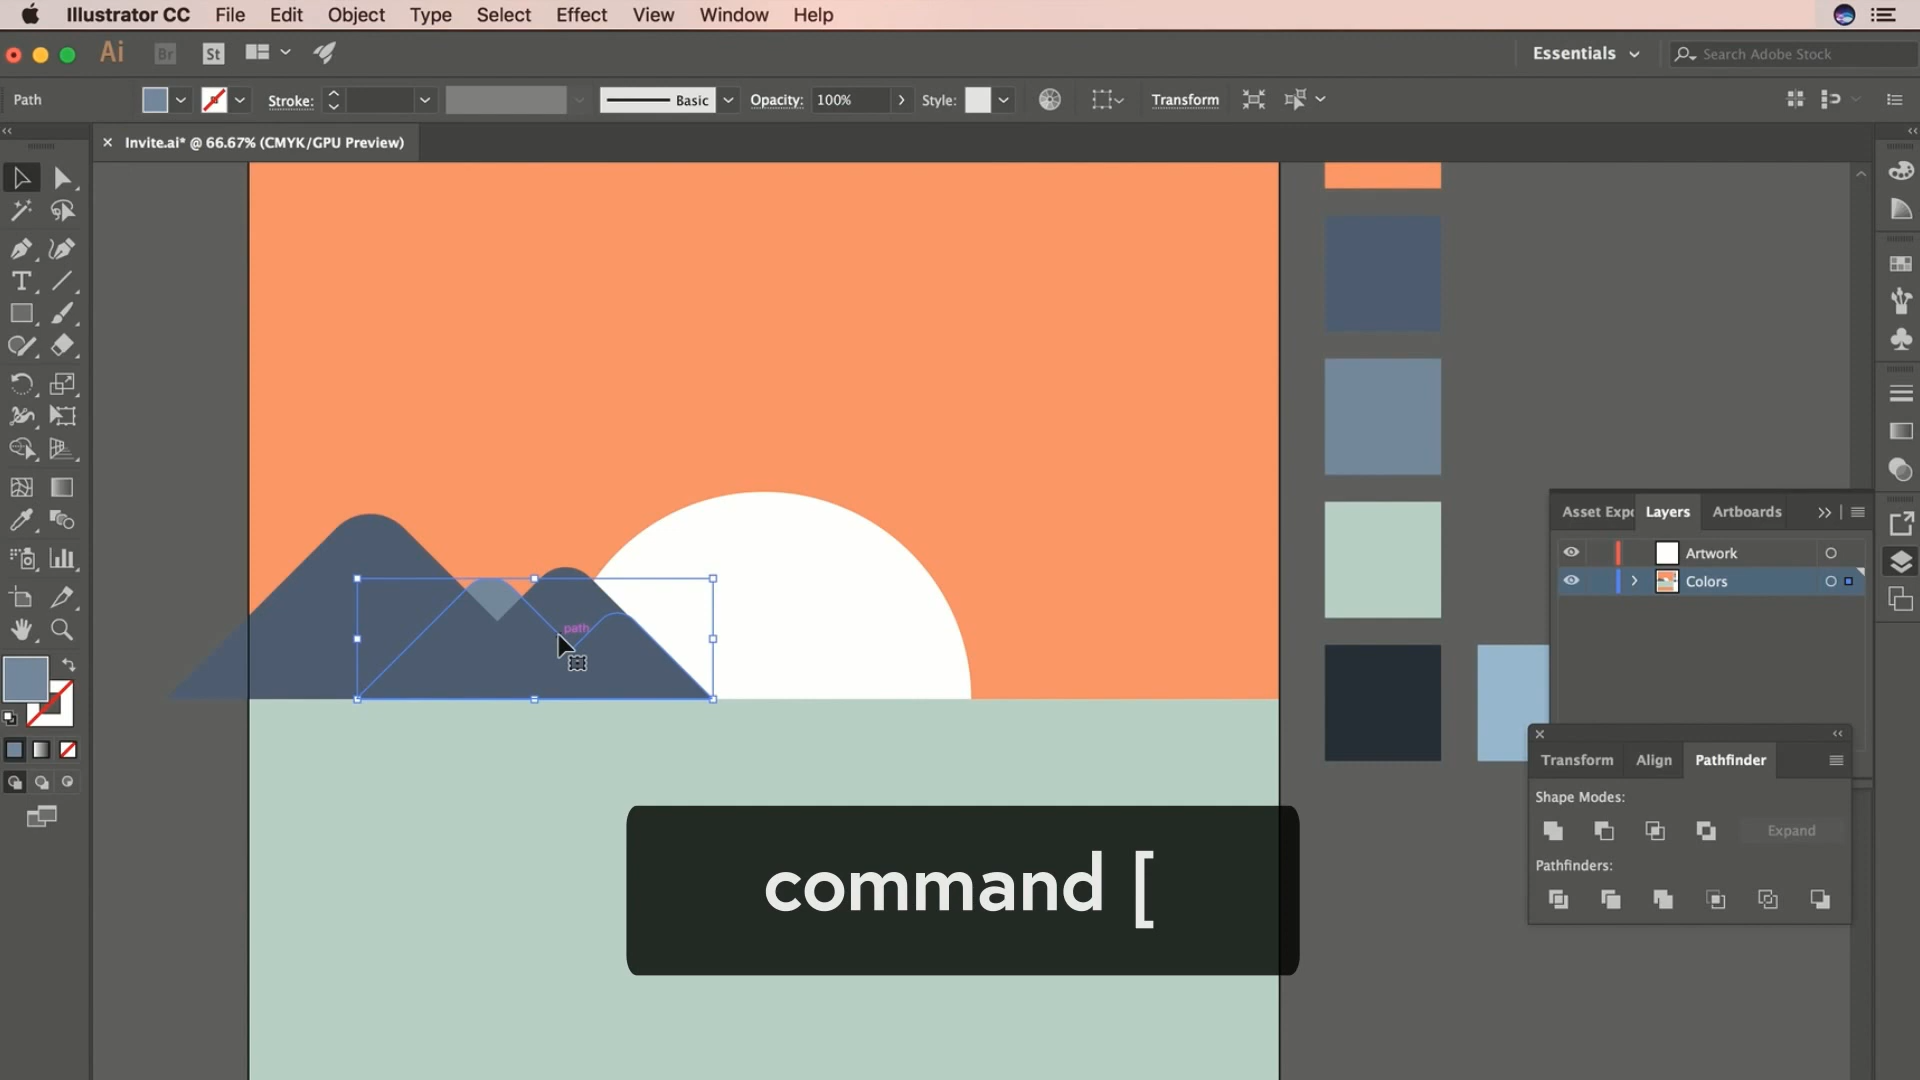 Illustrator CC File Edit Object Type Select Effect View Window Help
Ai Br St Essentials Search Adobe Stock
Path Stroke: Basic Opacity: 100% Style: Transform
Invite.ai* @ 66.67% (CMYK/GPU Preview)
path
Asset Expo Layers Artboards
Artwork
Colors
Transform Align Pathfinder
Shape Modes:
Expand
Pathfinders:
command [